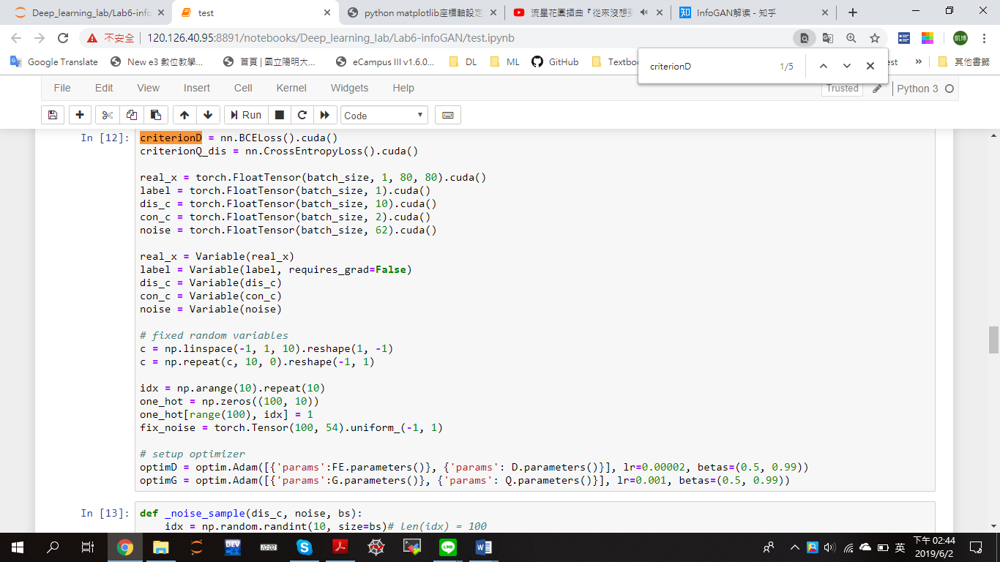 Deep_learning_lab/Lab6-info
test
python matplotlib座標軸設定
流星花園插曲『從來沒想到
知 InfoGAN解读 - 知乎
不安全 120.126.40.95:8891/notebooks/Deep_learning_lab/Lab6-infoGAN/test.ipynb
凱博
Google Translate
New e3 數位教學...
首頁 | 國立陽明大...
eCampus III v1.6.0...
DL
ML
GitHub
Textboo
est
»
其他書籤
criterionD 1/5
File Edit View Insert Cell Kernel Widgets Help
Trusted Python 3
Run Code
In [12]: criterionD = nn.BCELoss().cuda()
criterionQ_dis = nn.CrossEntropyLoss().cuda()
real_x = torch.FloatTensor(batch_size, 1, 80, 80).cuda()
label = torch.FloatTensor(batch_size, 1).cuda()
dis_c = torch.FloatTensor(batch_size, 10).cuda()
con_c = torch.FloatTensor(batch_size, 2).cuda()
noise = torch.FloatTensor(batch_size, 62).cuda()
real_x = Variable(real_x)
label = Variable(label, requires_grad=False)
dis_c = Variable(dis_c)
con_c = Variable(con_c)
noise = Variable(noise)
# fixed random variables
c = np.linspace(-1, 1, 10).reshape(1, -1)
c = np.repeat(c, 10, 0).reshape(-1, 1)
idx = np.arange(10).repeat(10)
one_hot = np.zeros((100, 10))
one_hot[range(100), idx] = 1
fix_noise = torch.Tensor(100, 54).uniform_(-1, 1)
# setup optimizer
optimD = optim.Adam([{'params':FE.parameters()}, {'params': D.parameters()}], lr=0.00002, betas=(0.5, 0.99))
optimG = optim.Adam([{'params':G.parameters()}, {'params': Q.parameters()}], lr=0.001, betas=(0.5, 0.99))
In [13]: def _noise_sample(dis_c, noise, bs):
idx = np.random.randint(10, size=bs)# len(idx) = 100
DEV
LINE
英
下午 02:44
2019/6/2